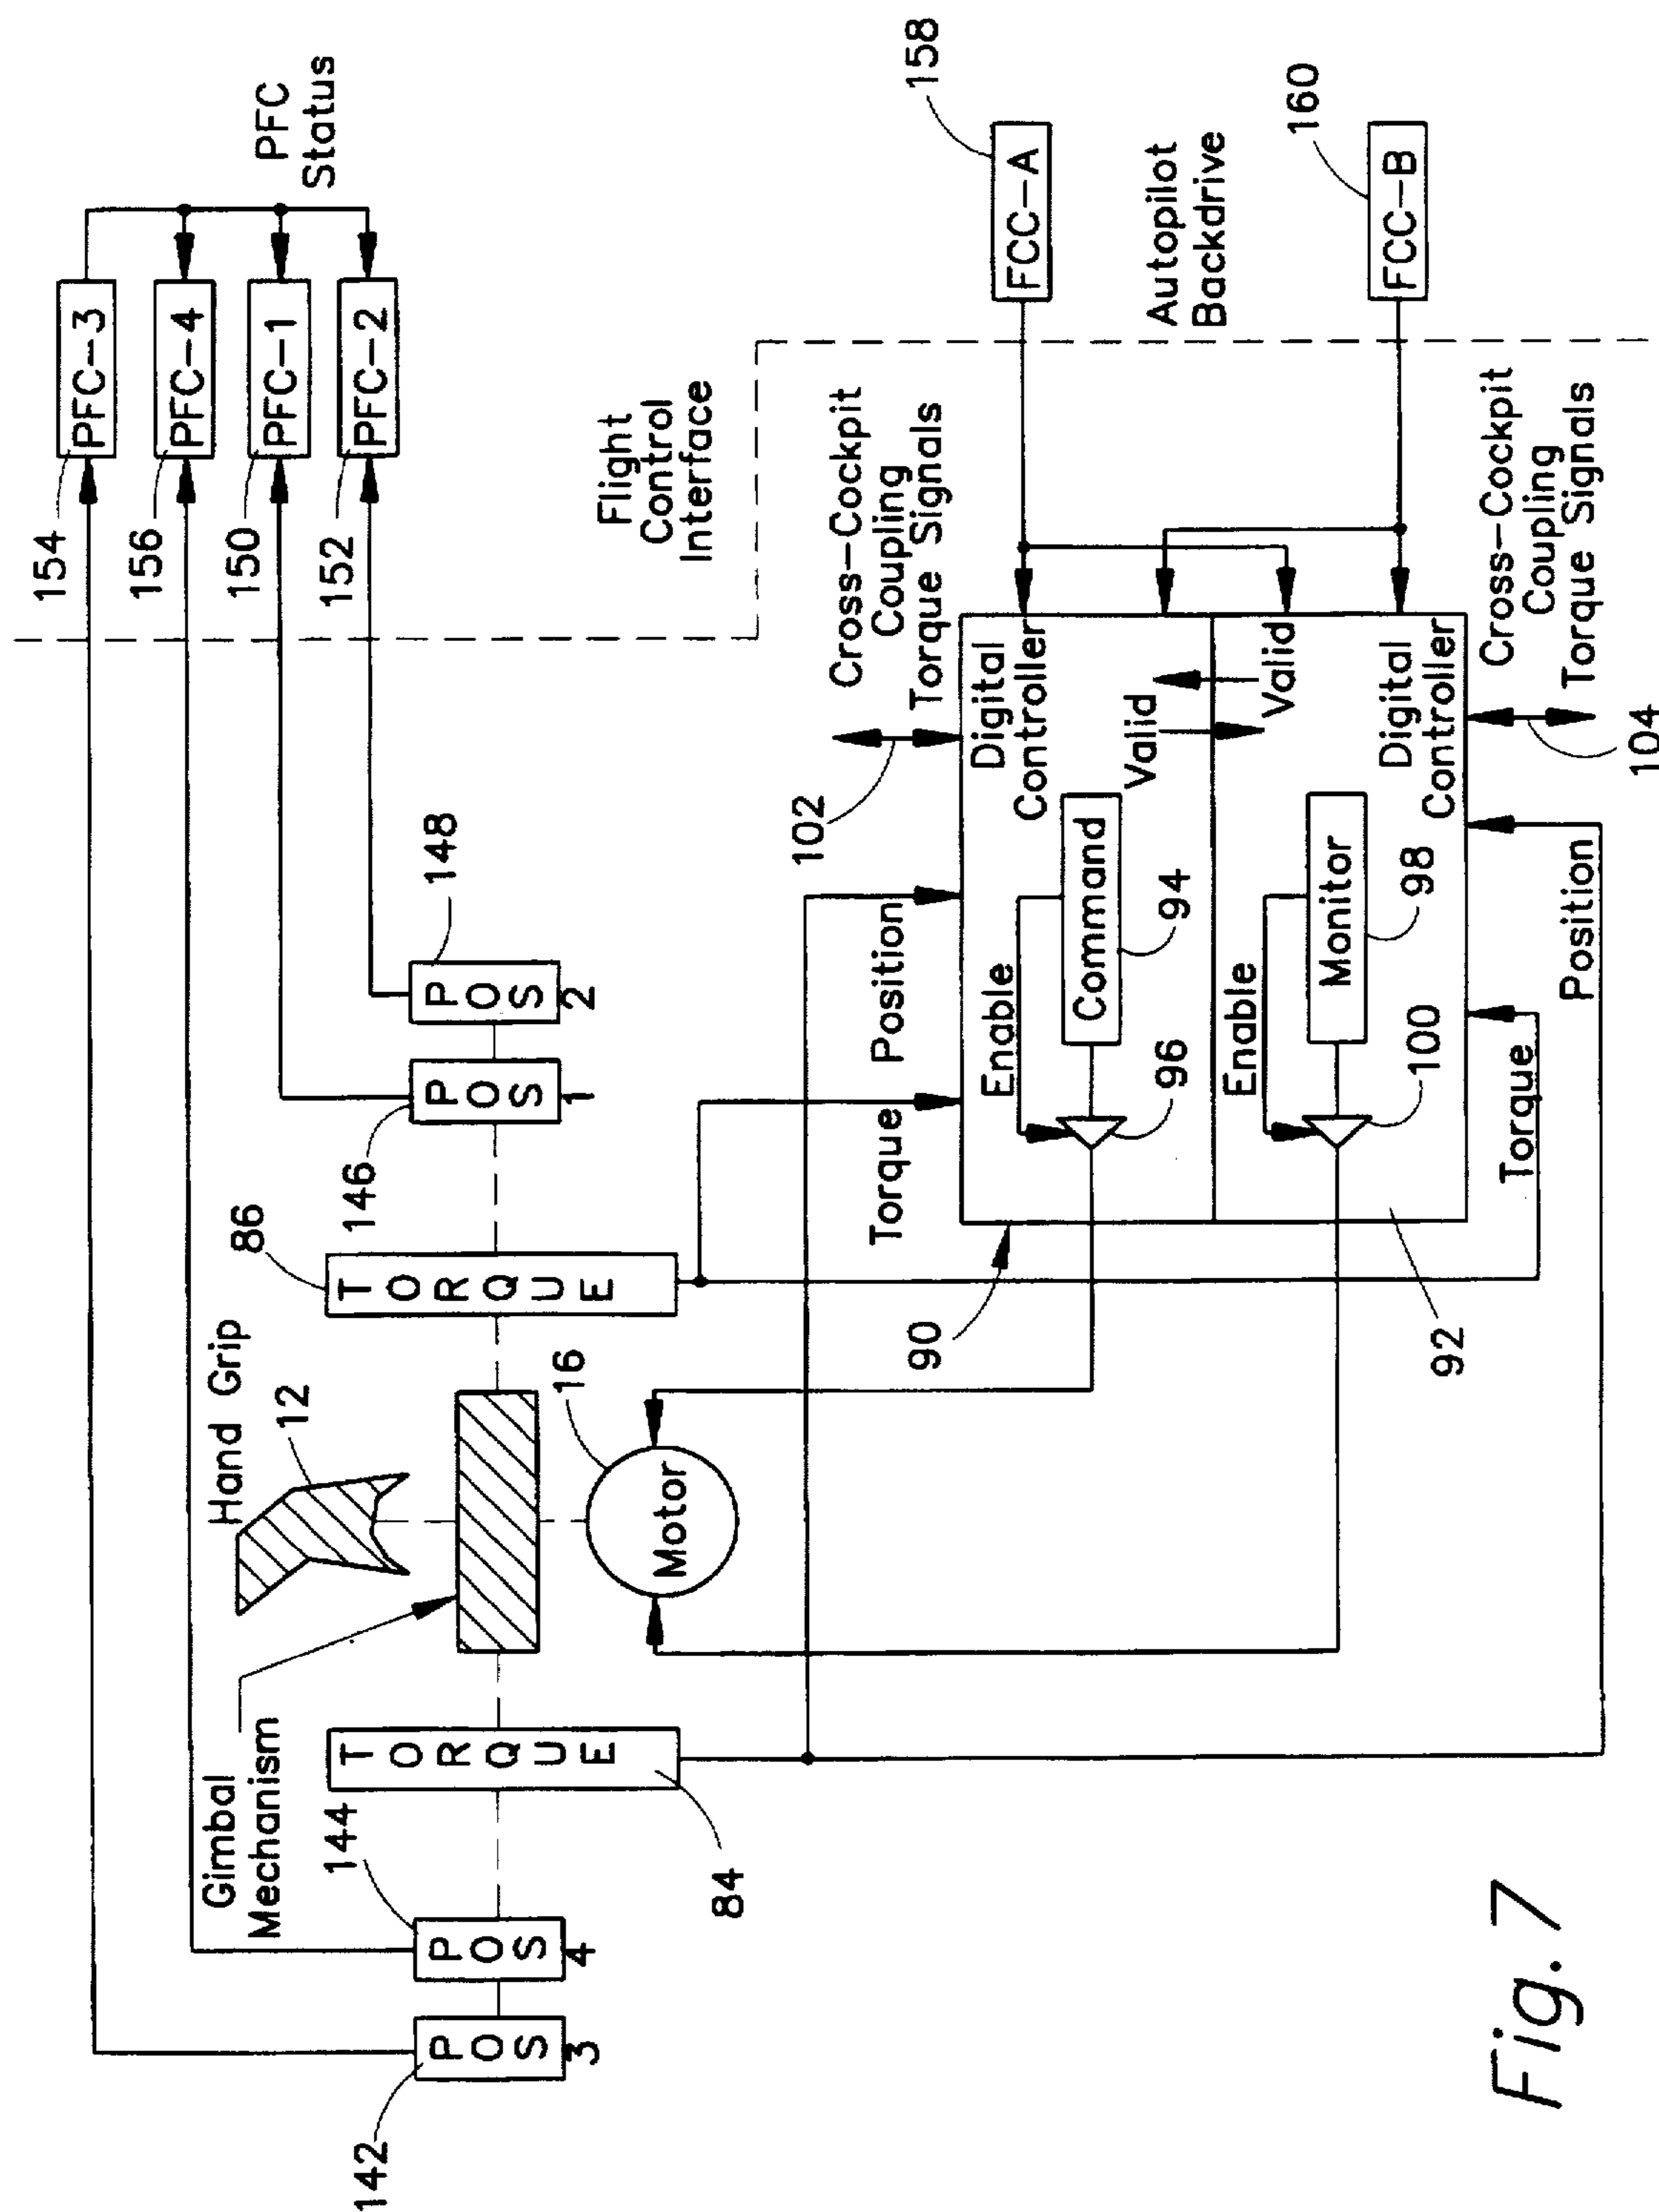 154
PFC-3
156
PFC-4
150
PFC-1
152
PFC-2
PFC
Status
Flight
Control
Interface
Hand Grip
12
Gimbal
Mechanism
142
POS
3
144
POS
4
TORQUE
84
16
Motor
86
TORQUE
146
POS
1
148
POS
2
Torque
Position
102
Cross-Cockpit
Coupling
Torque Signals
90
Enable
96
Command
94
Digital
Controller
Valid
Valid
92
Enable
100
Monitor
98
Digital
Controller
Torque
Position
104
Cross-Cockpit
Coupling
Torque Signals
158
FCC-A
Autopilot
Backdrive
160
FCC-B
Fig. 7